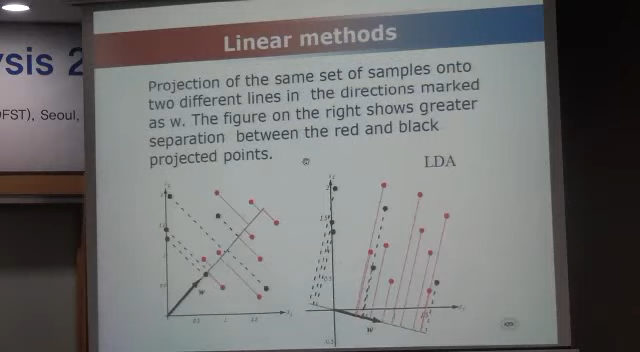 Linear methods
ysis 2
OFST), Seoul,
Projection of the same set of samples onto
two different lines in the directions marked
as w. The figure on the right shows greater
separation between the red and black
projected points.
LDA
w
w